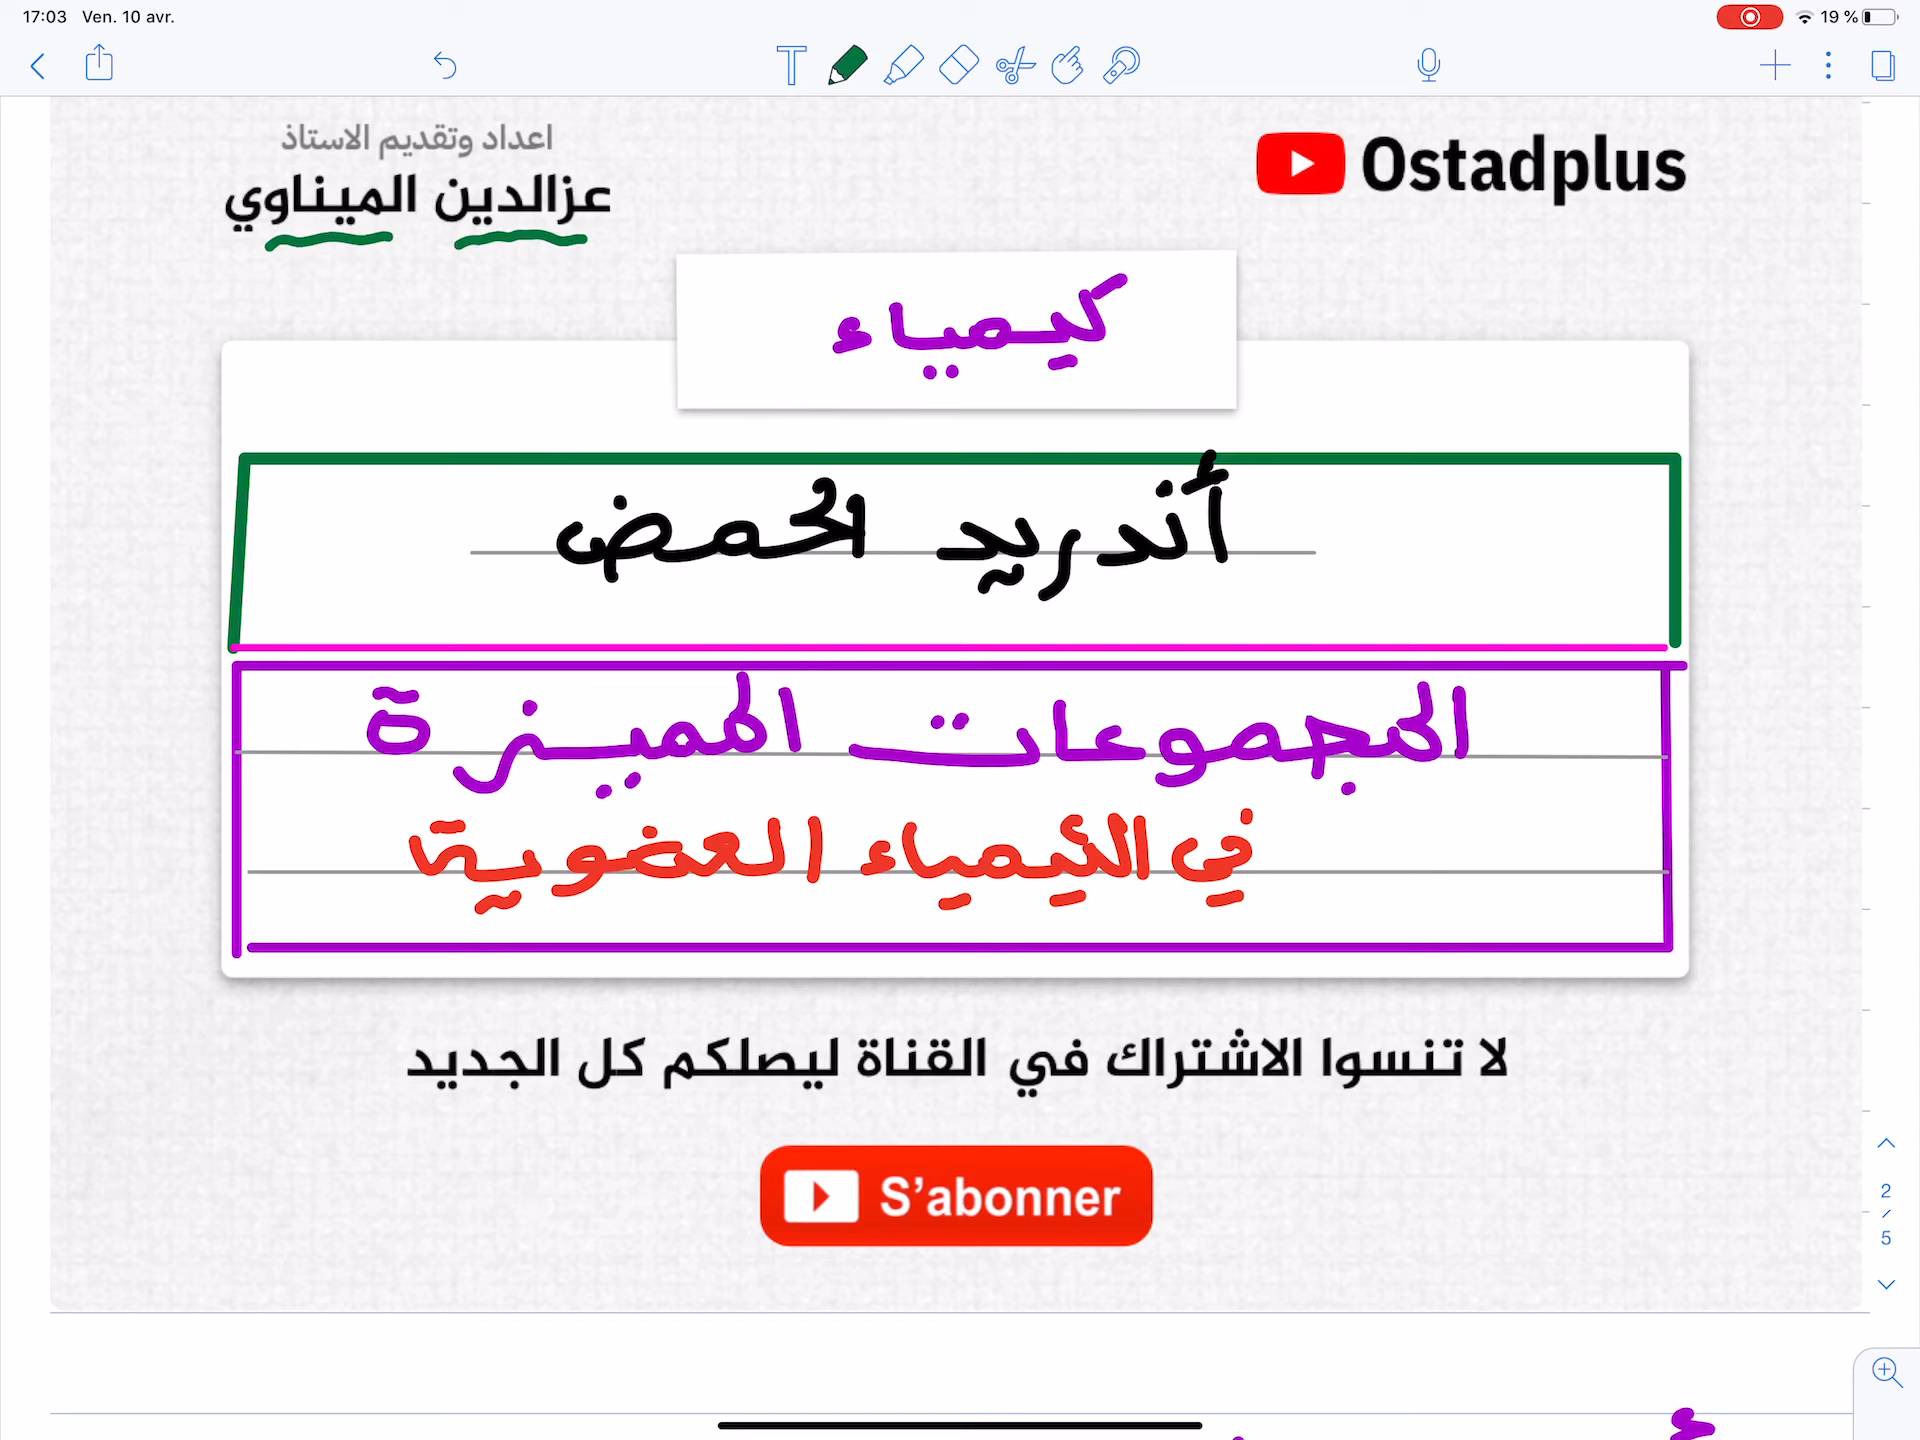 17:03 Ven. 10 avr. 19 %
اعداد وتقديم الاستاذ
عزالدين الميناوي
Ostadplus
كيمياء
أندريد الحمض
المجموعات المميزة
في الكيمياء العضوية
لا تنسوا الاشتراك في القناة ليصلكم كل الجديد
S’abonner
2
/
5